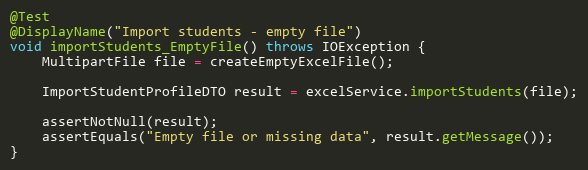 @Test
@DisplayName("Import students - empty file")
void importStudents_EmptyFile() throws IOException {
    MultipartFile file = createEmptyExcelFile();

    ImportStudentProfileDTO result = excelService.importStudents(file);

    assertNotNull(result);
    assertEquals("Empty file or missing data", result.getMessage());
}